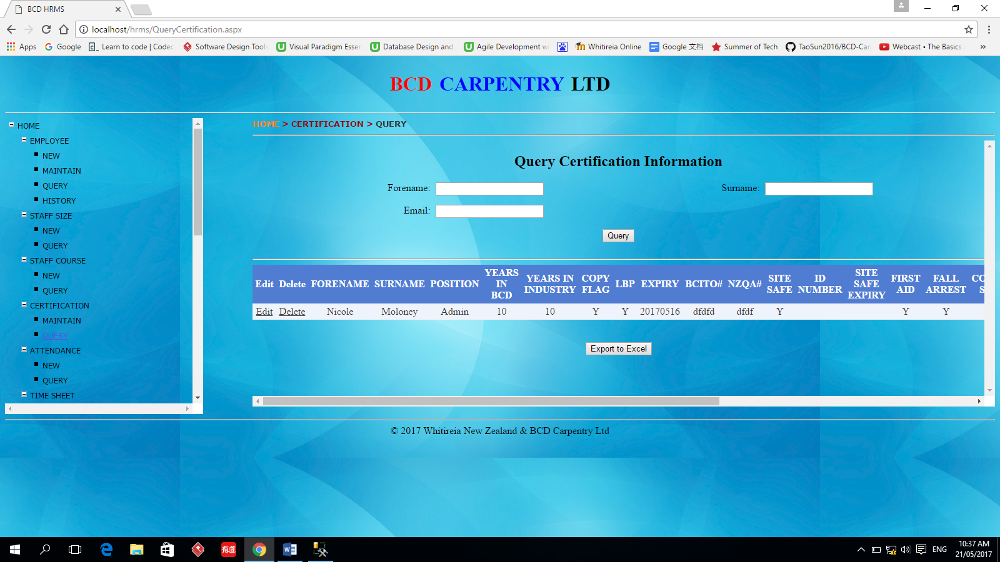 BCD HRMS
localhost/hrms/QueryCertification.aspx
Apps Google Learn to code | Codec Software Design Tools Visual Paradigm Essen Database Design and Agile Development w Whitireia Online Google 文档 Summer of Tech TaoSun2016/BCD-Car Webcast • The Basics »
BCD CARPENTRY LTD
HOME
EMPLOYEE
NEW
MAINTAIN
QUERY
HISTORY
STAFF SIZE
NEW
QUERY
STAFF COURSE
NEW
QUERY
CERTIFICATION
MAINTAIN
QUERY
ATTENDANCE
NEW
QUERY
TIME SHEET
HOME > CERTIFICATION > QUERY
Query Certification Information
Forename: Surname:
Email:
Query
Edit Delete FORENAME SURNAME POSITION YEARS IN BCD YEARS IN INDUSTRY COPY FLAG LBP EXPIRY BCITO# NZQA# SITE SAFE ID NUMBER SITE SAFE EXPIRY FIRST AID FALL ARREST
Edit Delete Nicole Moloney Admin 10 10 Y Y 20170516 dfdfd dfdf Y Y Y
Export to Excel
© 2017 Whitireia New Zealand & BCD Carpentry Ltd
有道
ENG
10:37 AM
21/05/2017